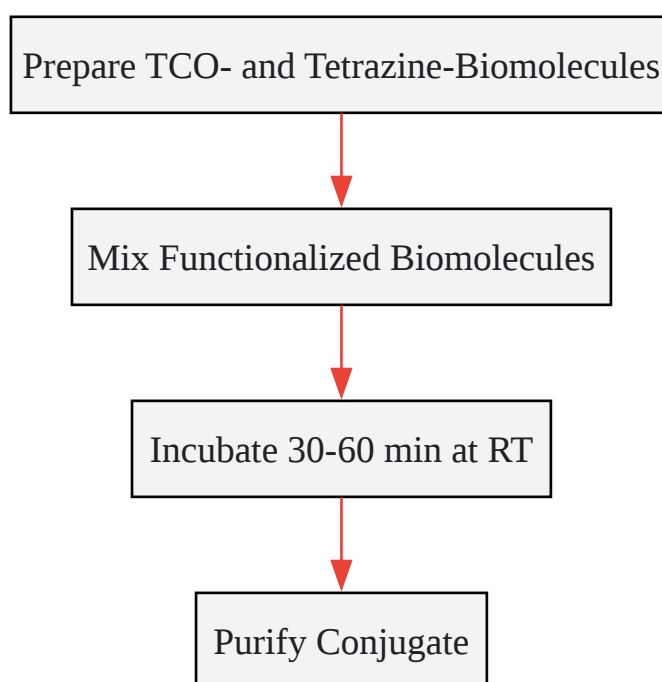 Prepare TCO- and Tetrazine-Biomolecules
Mix Functionalized Biomolecules
Incubate 30-60 min at RT
Purify Conjugate